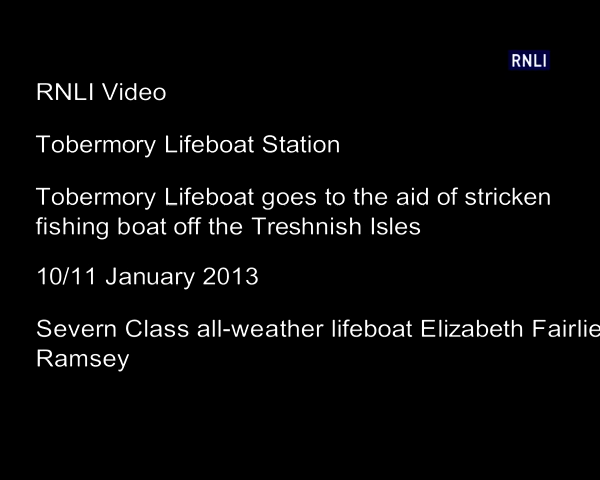 RNLI
RNLI Video
Tobermory Lifeboat Station
Tobermory Lifeboat goes to the aid of stricken
fishing boat off the Treshnish Isles
10/11 January 2013
Severn Class all-weather lifeboat Elizabeth Fairlie
Ramsey